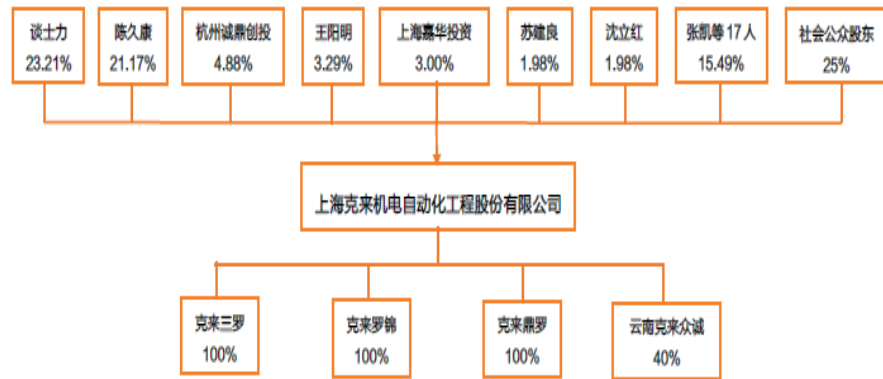 谈士力
23.21%
陈久康
21.17%
杭州诚鼎创投
4.88%
王阳明
3.29%
上海嘉华投资
3.00%
苏建良
1.98%
沈立红
1.98%
张凯等 17 人
15.49%
社会公众股东
25%
上海克来机电自动化工程股份有限公司
克来三罗
100%
克来罗锦
100%
克来鼎罗
100%
云南克来众诚
40%